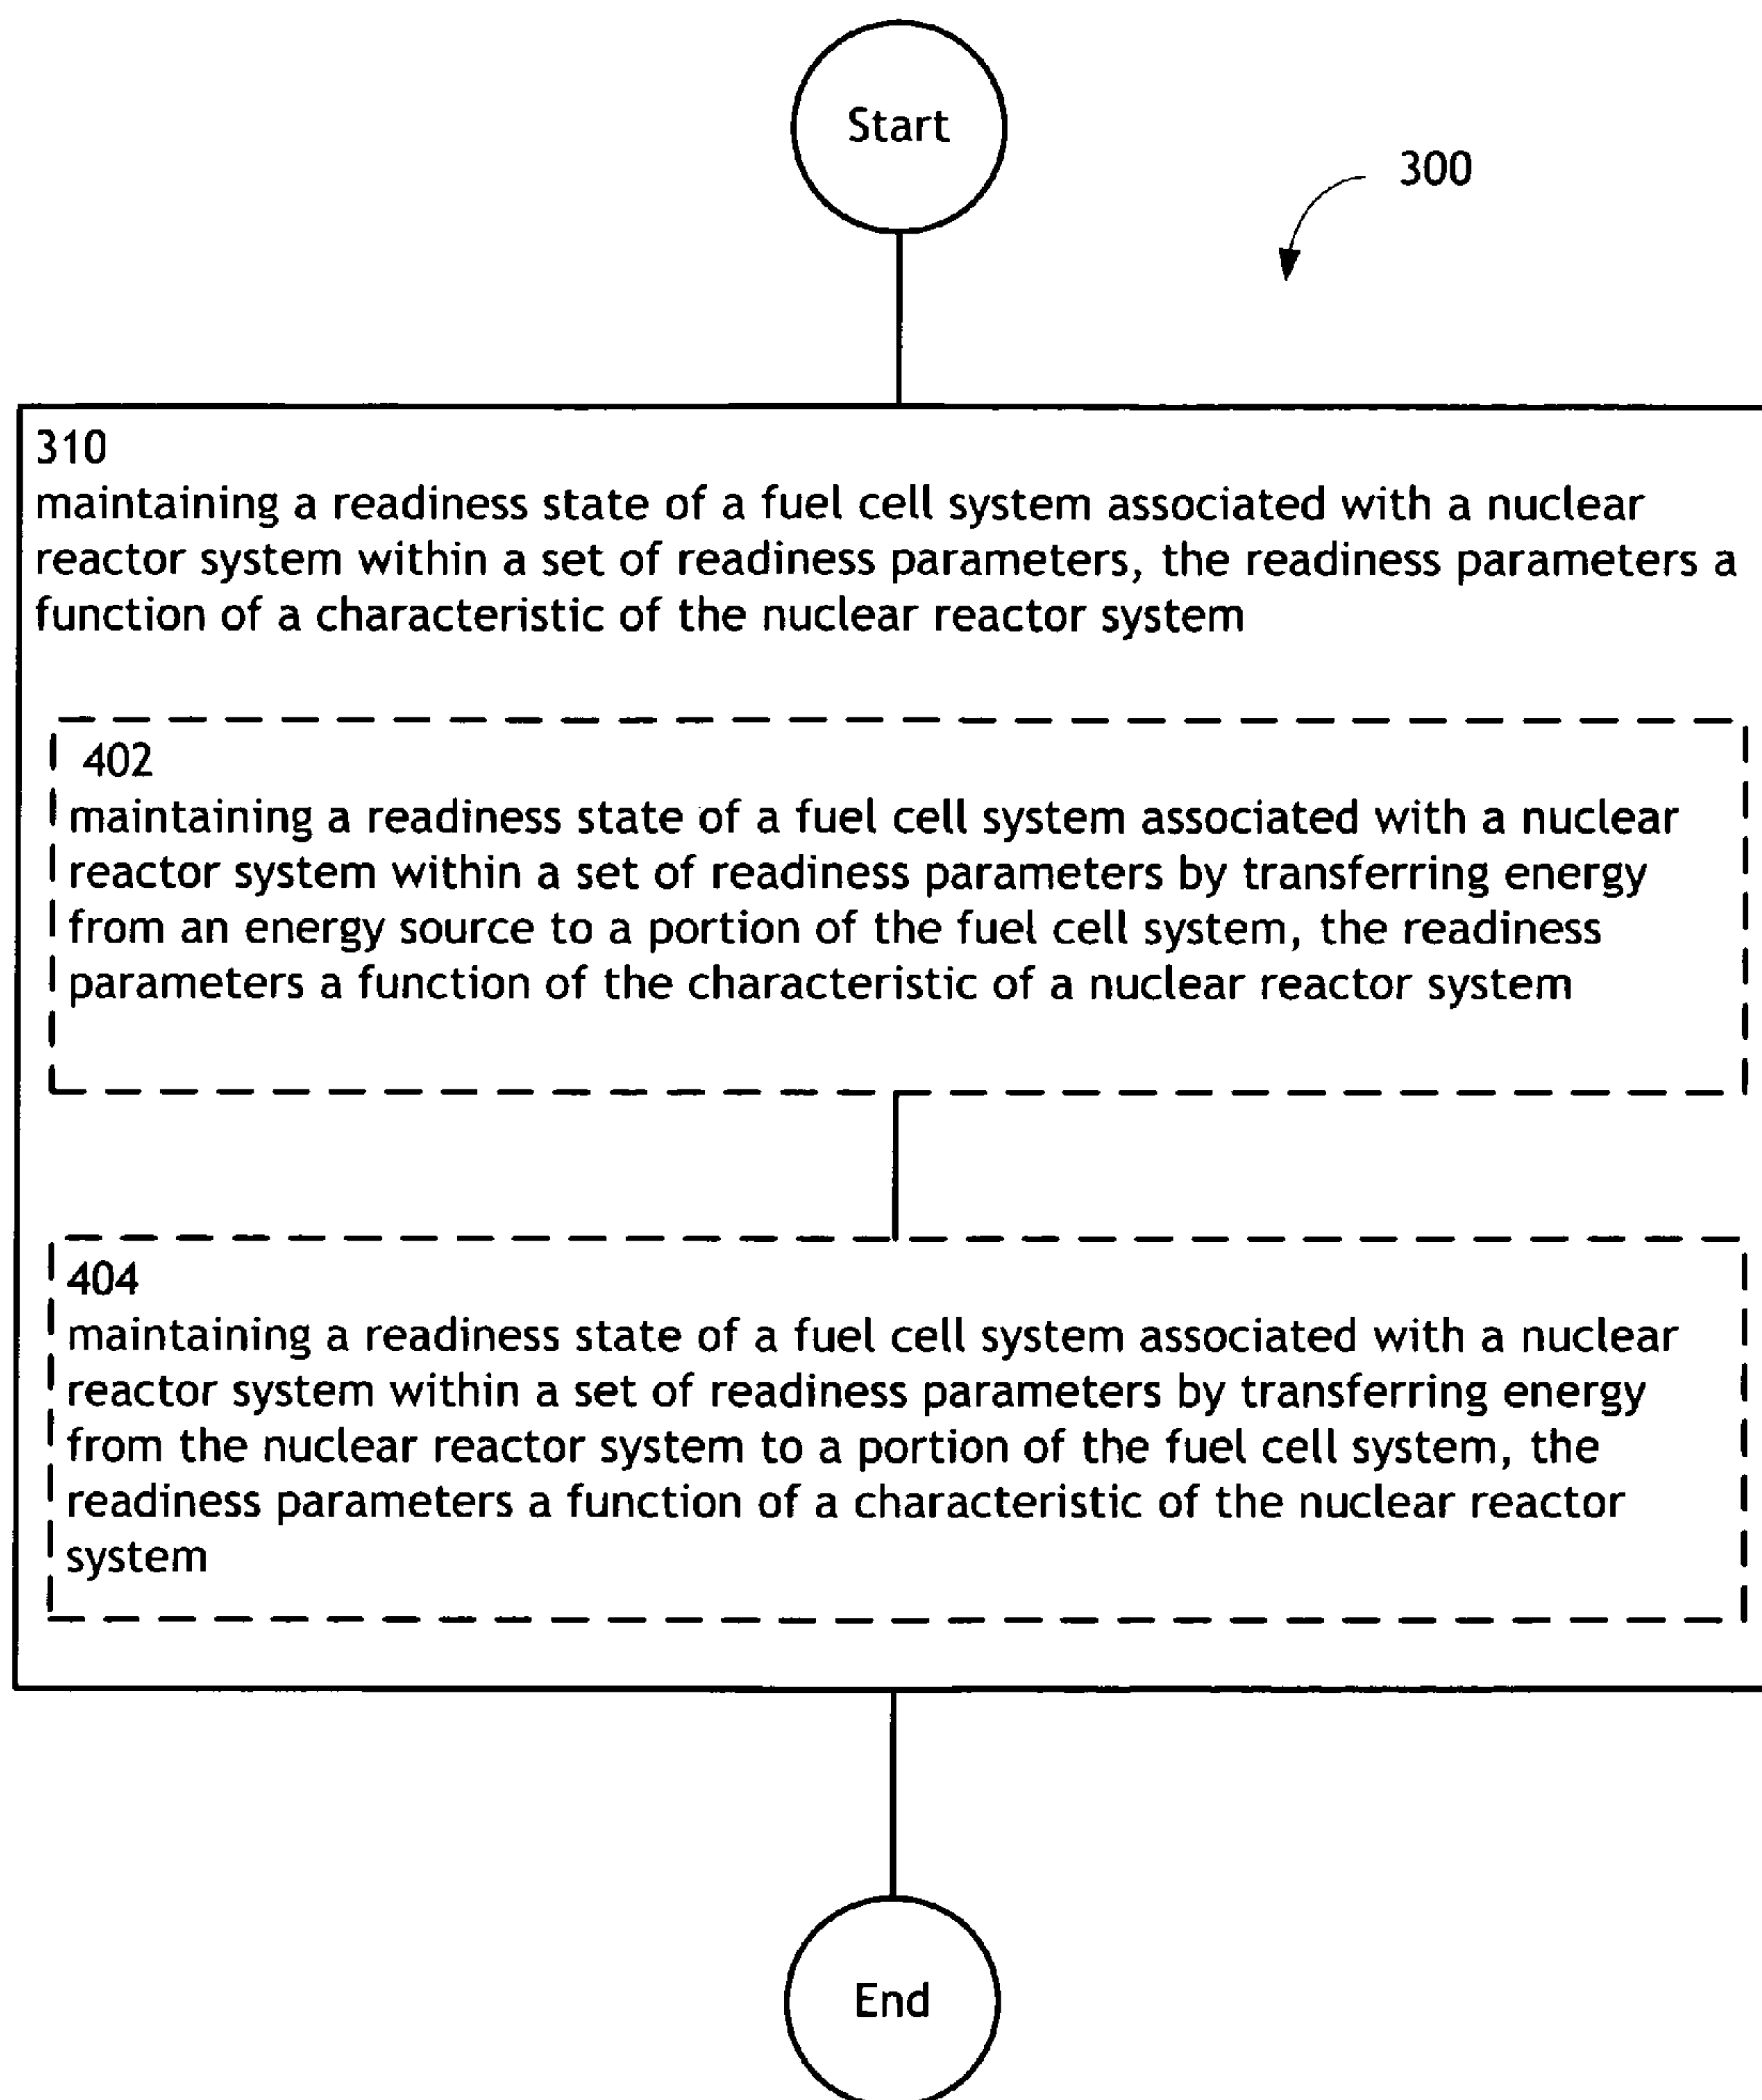 Start
300
310
maintaining a readiness state of a fuel cell system associated with a nuclear
reactor system within a set of readiness parameters, the readiness parameters a
function of a characteristic of the nuclear reactor system
402
maintaining a readiness state of a fuel cell system associated with a nuclear
reactor system within a set of readiness parameters by transferring energy
from an energy source to a portion of the fuel cell system, the readiness
parameters a function of the characteristic of a nuclear reactor system
404
maintaining a readiness state of a fuel cell system associated with a nuclear
reactor system within a set of readiness parameters by transferring energy
from the nuclear reactor system to a portion of the fuel cell system, the
readiness parameters a function of a characteristic of the nuclear reactor
system
End